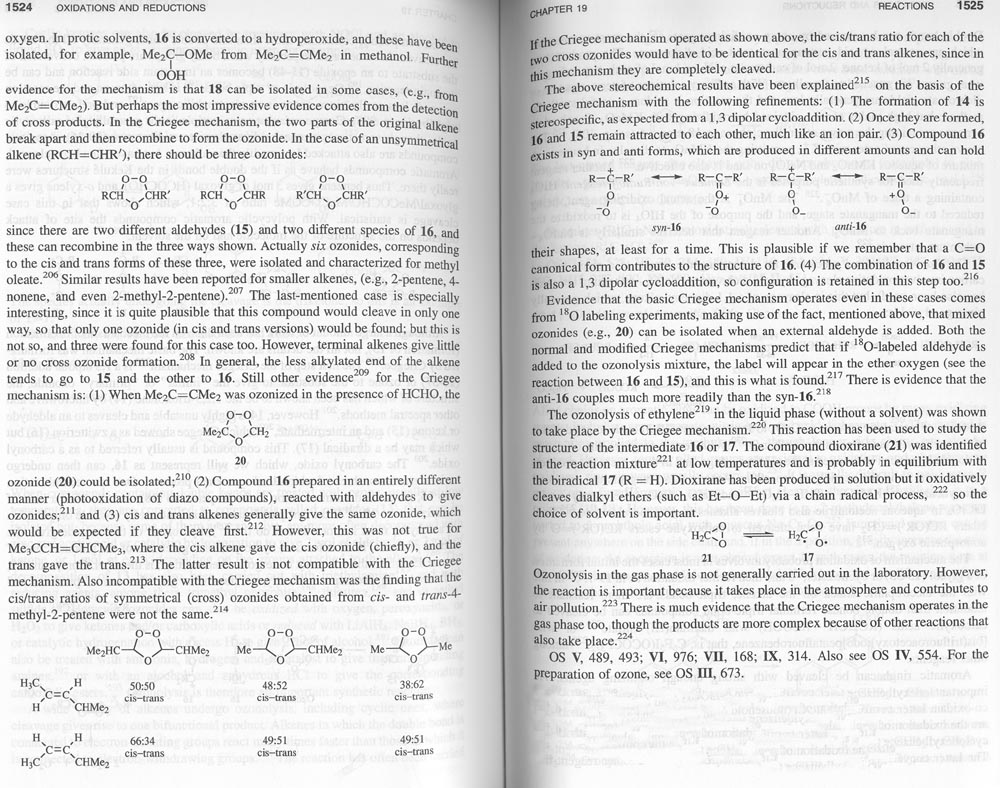 1524 OXIDATIONS AND REDUCTIONS
oxygen. In protic solvents, 16 is converted to a hydroperoxide, and these have been
isolated, for example, Me2C—OMe from Me2C=CMe2 in methanol. Further
OOH
evidence for the mechanism is that 18 can be isolated in some cases, (e.g., from
Me2C=CMe2). But perhaps the most impressive evidence comes from the detection
of cross products. In the Criegee mechanism, the two parts of the original alkene
break apart and then recombine to form the ozonide. In the case of an unsymmetrical
alkene (RCH=CHR′), there should be three ozonides:
O-O O-O O-O
RCH CHR′ RCH CHR R′CH CHR′
O O O
since there are two different aldehydes (15) and two different species of 16, and
these can recombine in the three ways shown. Actually six ozonides, corresponding
to the cis and trans forms of these three, were isolated and characterized for methyl
oleate.206 Similar results have been reported for smaller alkenes, (e.g., 2-pentene, 4-
nonene, and even 2-methyl-2-pentene).207 The last-mentioned case is especially
interesting, since it is quite plausible that this compound would cleave in only one
way, so that only one ozonide (in cis and trans versions) would be found; but this is
not so, and three were found for this case too. However, terminal alkenes give little
or no cross ozonide formation.208 In general, the less alkylated end of the alkene
tends to go to 15 and the other to 16. Still other evidence209 for the Criegee
mechanism is: (1) When Me2C=CMe2 was ozonized in the presence of HCHO, the
O-O
Me2C CH2
O
20
ozonide (20) could be isolated;210 (2) Compound 16 prepared in an entirely different
manner (photooxidation of diazo compounds), reacted with aldehydes to give
ozonides;211 and (3) cis and trans alkenes generally give the same ozonide, which
would be expected if they cleave first.212 However, this was not true for
Me3CCH=CHCMe3, where the cis alkene gave the cis ozonide (chiefly), and the
trans gave the trans.213 The latter result is not compatible with the Criegee
mechanism. Also incompatible with the Criegee mechanism was the finding that the
cis/trans ratios of symmetrical (cross) ozonides obtained from cis- and trans-4-
methyl-2-pentene were not the same.214
O-O O-O O-O
Me2HC CHMe2 Me CHMe2 Me Me
O O O
H3C H
C=C
H CHMe2
50:50 48:52 38:62
cis–trans cis–trans cis–trans
H H
C=C
H3C CHMe2
66:34 49:51 49:51
cis–trans cis–trans cis–trans
CHAPTER 19 REACTIONS 1525
If the Criegee mechanism operated as shown above, the cis/trans ratio for each of the
two cross ozonides would have to be identical for the cis and trans alkenes, since in
this mechanism they are completely cleaved.
The above stereochemical results have been explained215 on the basis of the
Criegee mechanism with the following refinements: (1) The formation of 14 is
stereospecific, as expected from a 1,3 dipolar cycloaddition. (2) Once they are formed,
16 and 15 remain attracted to each other, much like an ion pair. (3) Compound 16
exists in syn and anti forms, which are produced in different amounts and can hold
+ +
R–C–R′ R–C–R′ R–C–R′ R–C–R′
O O+ O +O
–O –O O– O–
syn-16 anti-16
their shapes, at least for a time. This is plausible if we remember that a C=O
canonical form contributes to the structure of 16. (4) The combination of 16 and 15
is also a 1,3 dipolar cycloaddition, so configuration is retained in this step too.216
Evidence that the basic Criegee mechanism operates even in these cases comes
from 18O labeling experiments, making use of the fact, mentioned above, that mixed
ozonides (e.g., 20) can be isolated when an external aldehyde is added. Both the
normal and modified Criegee mechanisms predict that if 18O-labeled aldehyde is
added to the ozonolysis mixture, the label will appear in the ether oxygen (see the
reaction between 16 and 15), and this is what is found.217 There is evidence that the
anti-16 couples much more readily than the syn-16.218
The ozonolysis of ethylene219 in the liquid phase (without a solvent) was shown
to take place by the Criegee mechanism.220 This reaction has been used to study the
structure of the intermediate 16 or 17. The compound dioxirane (21) was identified
in the reaction mixture221 at low temperatures and is probably in equilibrium with
the biradical 17 (R = H). Dioxirane has been produced in solution but it oxidatively
cleaves dialkyl ethers (such as Et—O—Et) via a chain radical process, 222 so the
choice of solvent is important.
O O
H2C H2C•
O O•
21 17
Ozonolysis in the gas phase is not generally carried out in the laboratory. However,
the reaction is important because it takes place in the atmosphere and contributes to
air pollution.223 There is much evidence that the Criegee mechanism operates in the
gas phase too, though the products are more complex because of other reactions that
also take place.224
OS V, 489, 493; VI, 976; VII, 168; IX, 314. Also see OS IV, 554. For the
preparation of ozone, see OS III, 673.